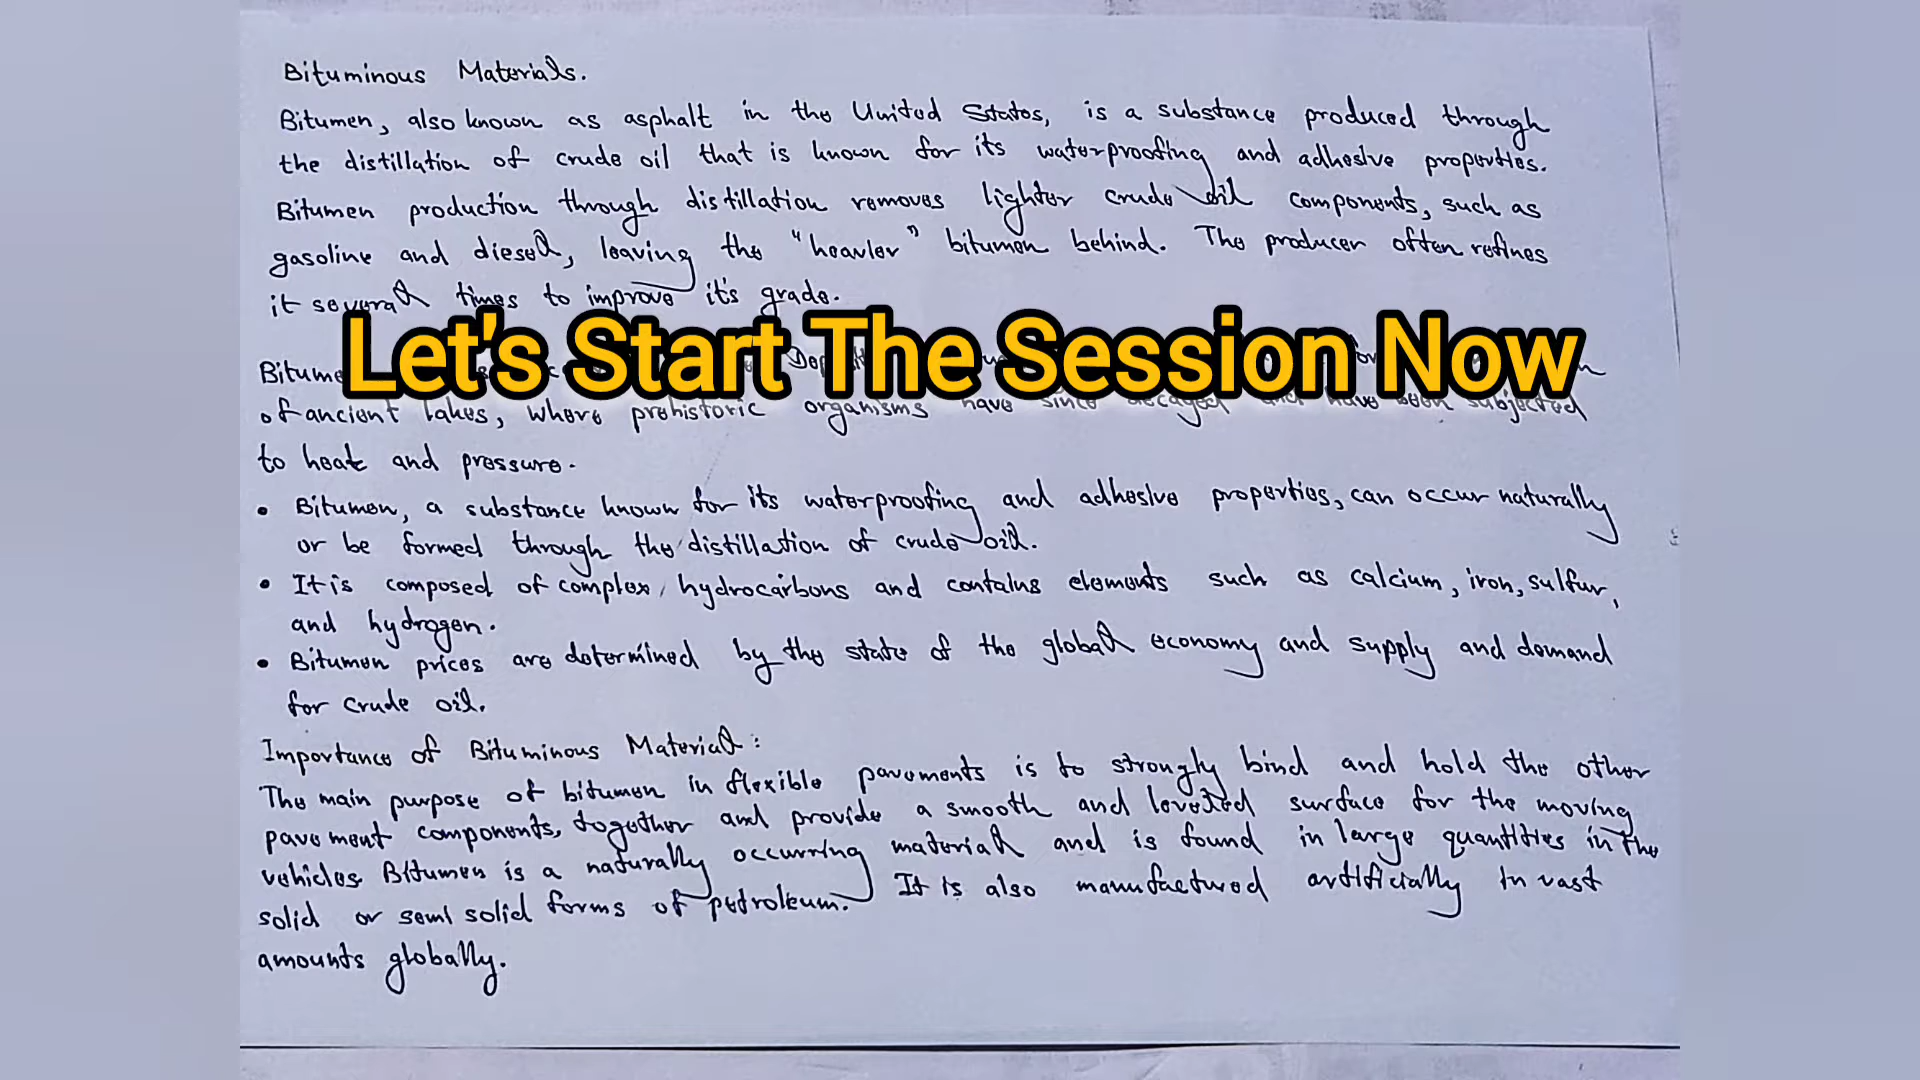 Bituminous Materials.
Bitumen, also known as asphalt in the United States, is a substance produced through
the distillation of crude oil that is known for its waterproofing and adhesive properties.
Bitumen production through distillation removes lighter crude oil components, such as
gasoline and diesel, leaving the "heavier" bitumen behind. The producer often refines
it several times to improve it's grade.
Let's Start The Session Now
of ancient lakes, where prehistoric organisms have since decayed and have been subjected
to heat and pressure.
• Bitumen, a substance known for its waterproofing and adhesive properties, can occur naturally
or be formed through the distillation of crude oil.
• It is composed of complex hydrocarbons and contains elements such as calcium, iron, sulfur,
and hydrogen.
• Bitumen prices are determined by the state of the global economy and supply and demand
for crude oil.
Importance of Bituminous Material:
The main purpose of bitumen in flexible pavements is to strongly bind and hold the other
pavement components, together and provide a smooth and leveled surface for the moving
vehicles. Bitumen is a naturally occurring material and is found in large quantities in the
solid or semi solid forms of petroleum. It is also manufactured artificially in vast
amounts globally.